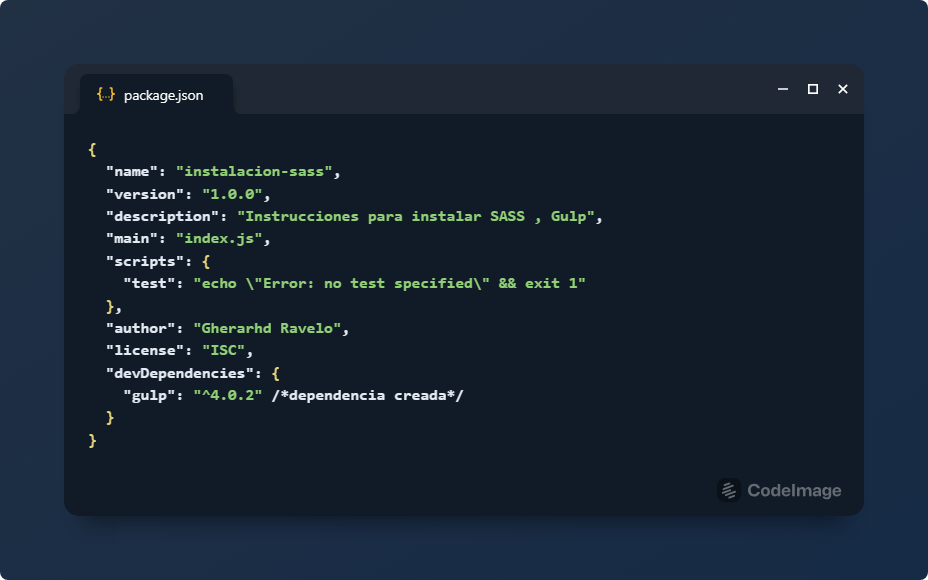 {..} package.json
{
  "name": "instalacion-sass",
  "version": "1.0.0",
  "description": "Instrucciones para instalar SASS , Gulp",
  "main": "index.js",
  "scripts": {
    "test": "echo \"Error: no test specified\" && exit 1"
  },
  "author": "Gherarhd Ravelo",
  "license": "ISC",
  "devDependencies": {
    "gulp": "^4.0.2" /*dependencia creada*/
  }
}
CodeImage